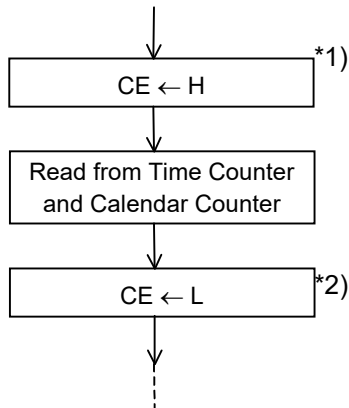 *1)
CE ← H
Read from Time Counter
and Calendar Counter
*2)
CE ← L